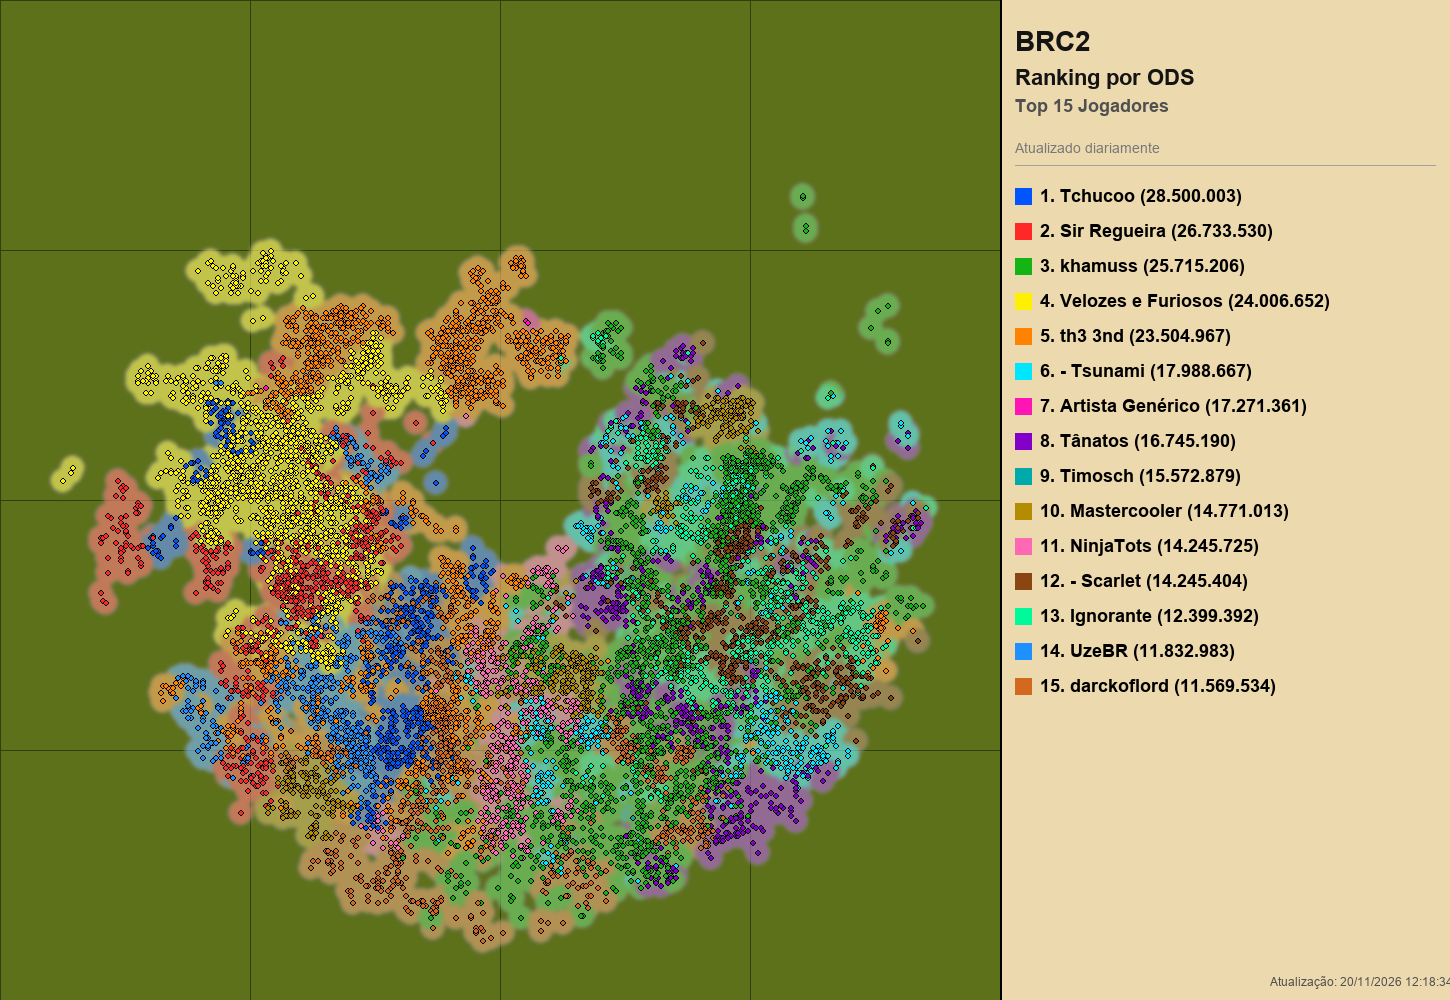 BRC2
Ranking por ODS
Top 15 Jogadores
Atualizado diariamente
1. Tchucoo (28.500.003)
2. Sir Regueira (26.733.530)
3. khamuss (25.715.206)
4. Velozes e Furiosos (24.006.652)
5. th3 3nd (23.504.967)
6. - Tsunami (17.988.667)
7. Artista Genérico (17.271.361)
8. Tânatos (16.745.190)
9. Timosch (15.572.879)
10. Mastercooler (14.771.013)
11. NinjaTots (14.245.725)
12. - Scarlet (14.245.404)
13. Ignorante (12.399.392)
14. UzeBR (11.832.983)
15. darckoflord (11.569.534)
Atualização: 20/11/2026 12:18:34